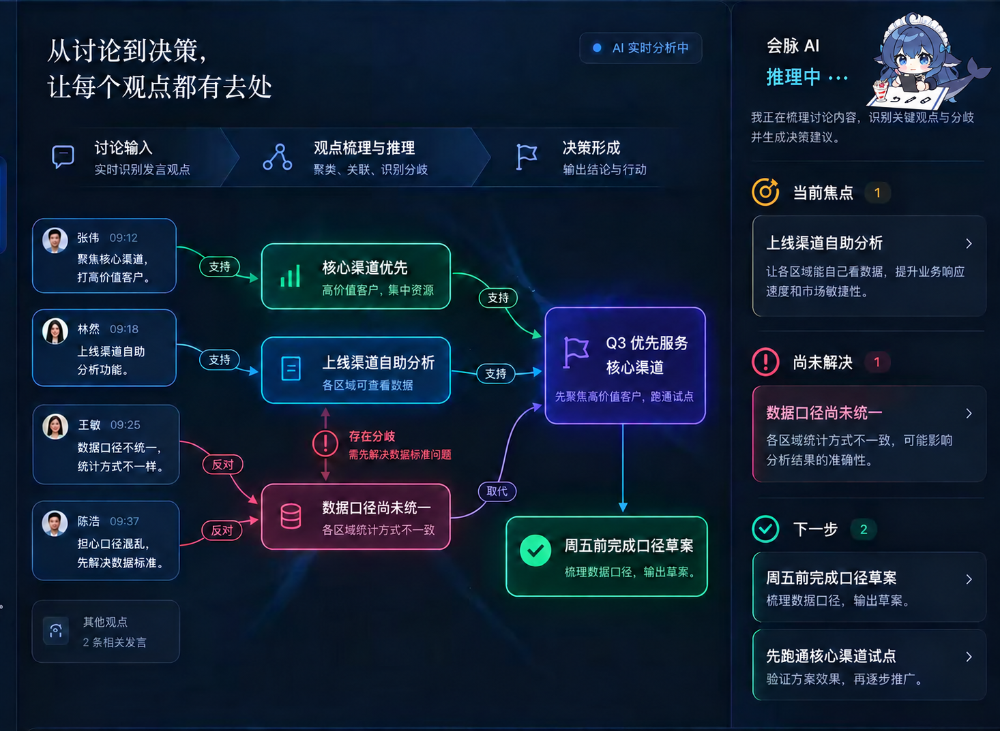 从讨论到决策，
让每个观点都有去处
AI 实时分析中
讨论输入
实时识别发言观点
观点梳理与推理
聚类、关联、识别分歧
决策形成
输出结论与行动
张伟 09:12
聚焦核心渠道，
打高价值客户。
林然 09:18
上线渠道自助
分析功能。
王敏 09:25
数据口径不统一，
统计方式不一样。
陈浩 09:37
担心口径混乱，
先解决数据标准。
其他观点
2 条相关发言
支持
支持
反对
反对
核心渠道优先
高价值客户，集中资源
上线渠道自助分析
各区域可查看数据
存在分歧
需先解决数据标准问题
数据口径尚未统一
各区域统计方式不一致
支持
支持
取代
Q3 优先服务
核心渠道
先聚焦高价值客户，跑通试点
周五前完成口径草案
梳理数据口径，输出草案。
会脉 AI
推理中 ···
我正在梳理讨论内容，识别关键观点与分歧
并生成决策建议。
当前焦点 1
上线渠道自助分析
让各区域能自己看数据，提升业务响应
速度和市场敏捷性。
尚未解决 1
数据口径尚未统一
各区域统计方式不一致，可能影响
分析结果的准确性。
下一步 2
周五前完成口径草案
梳理数据口径，输出草案。
先跑通核心渠道试点
验证方案效果，再逐步推广。